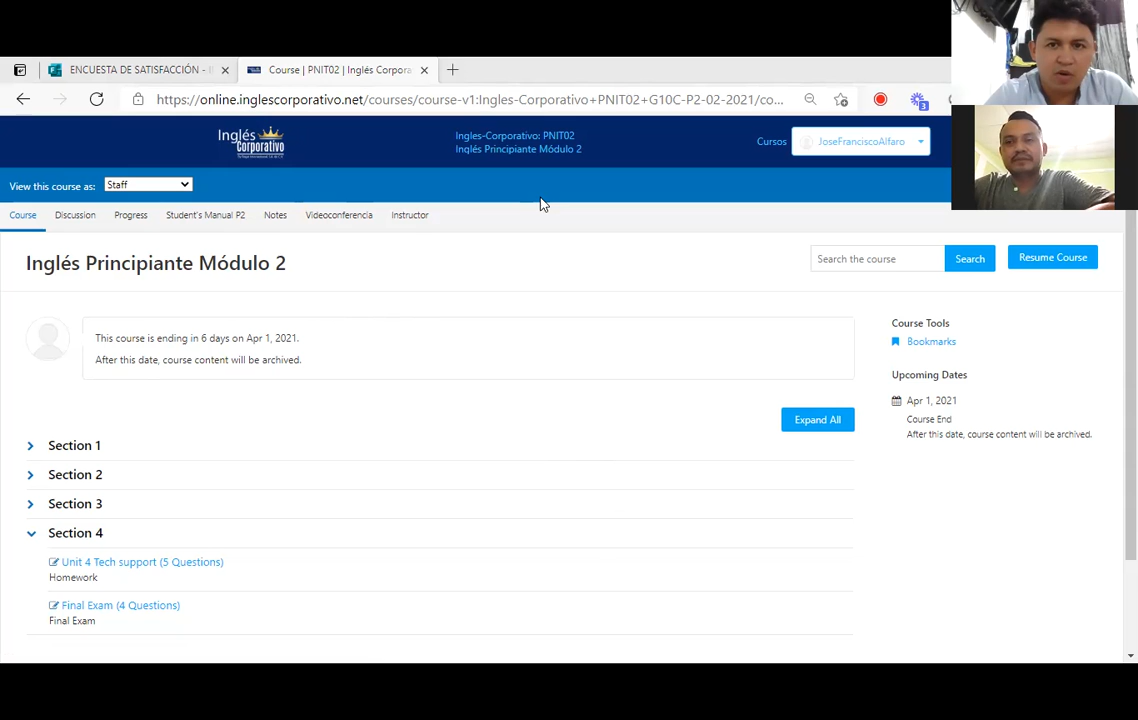 ENCUESTA DE SATISFACCIÓN - I
Course | PNIT02 | Inglés Corpora
https://online.inglescorporativo.net/courses/course-v1:Ingles-Corporativo+PNIT02+G10C-P2-02-2021/co...
3
Inglés
Corporativo
Ingles-Corporativo: PNIT02
Inglés Principiante Módulo 2
Cursos
JoseFranciscoAlfaro
View this course as:
Staff
Course
Discussion
Progress
Student's Manual P2
Notes
Videoconferencia
Instructor
Inglés Principiante Módulo 2
Search the course
Search
Resume Course
This course is ending in 6 days on Apr 1, 2021.
After this date, course content will be archived.
Course Tools
Bookmarks
Upcoming Dates
Apr 1, 2021
Course End
After this date, course content will be archived.
Expand All
Section 1
Section 2
Section 3
Section 4
Unit 4 Tech support (5 Questions)
Homework
Final Exam (4 Questions)
Final Exam